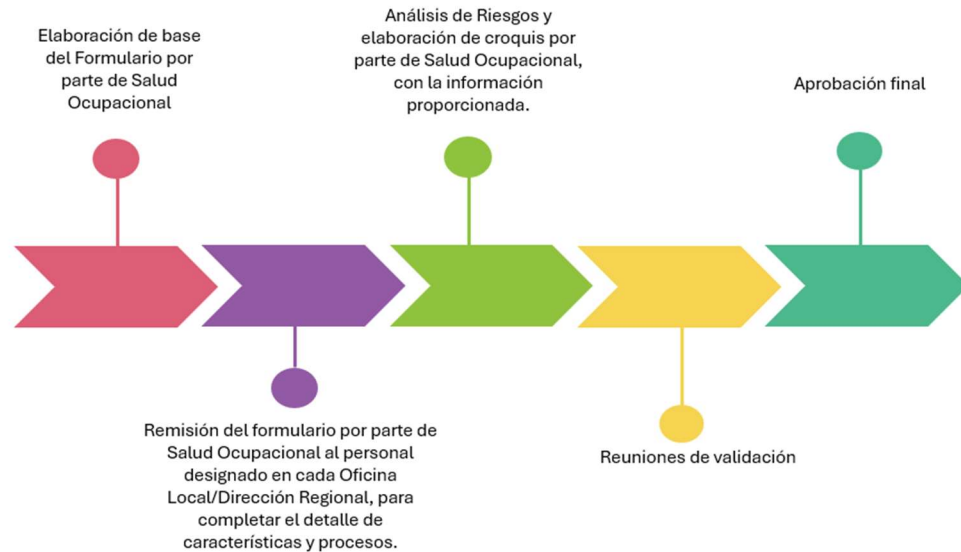 Elaboración de base
del Formulario por
parte de Salud
Ocupacional
Remisión del formulario por parte de
Salud Ocupacional al personal
designado en cada Oficina
Local/Dirección Regional, para
completar el detalle de
características y procesos.
Análisis de Riesgos y
elaboración de croquis por
parte de Salud Ocupacional,
con la información
proporcionada.
Reuniones de validación
Aprobación final